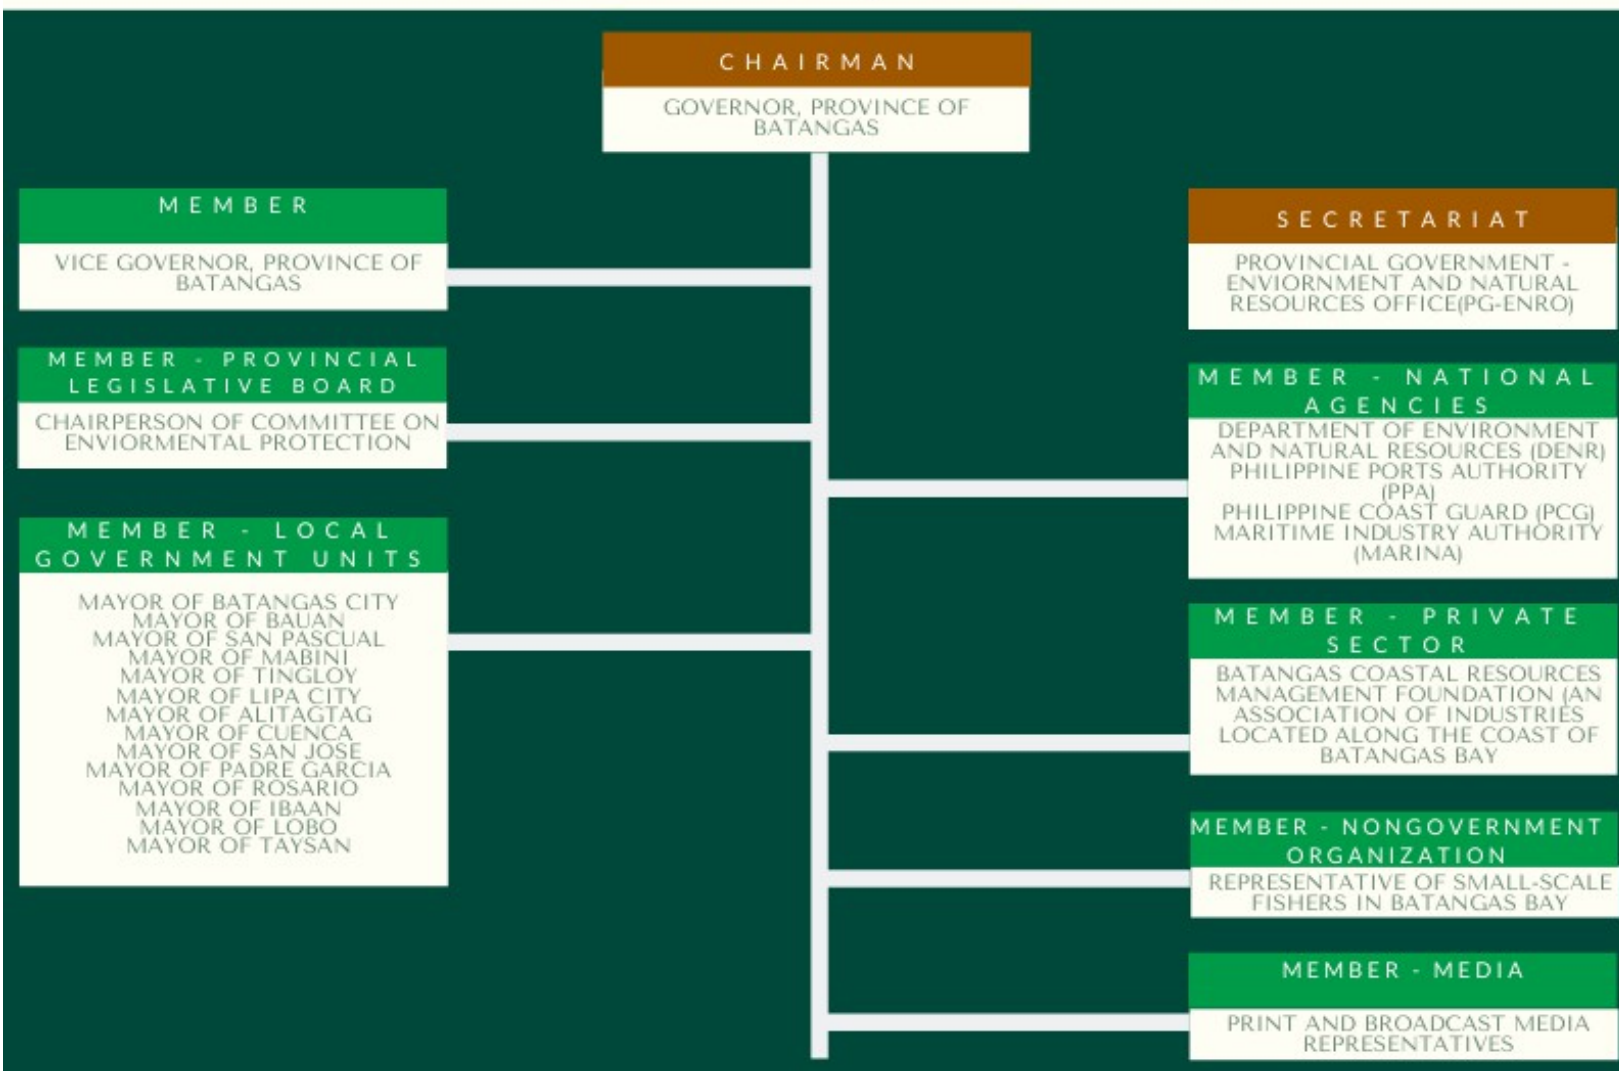 CHAIRMAN
GOVERNOR, PROVINCE OF
BATANGAS
MEMBER
VICE GOVERNOR, PROVINCE OF
BATANGAS
MEMBER - PROVINCIAL
LEGISLATIVE BOARD
CHAIRPERSON OF COMMITTEE ON
ENVIORMENTAL PROTECTION
MEMBER - LOCAL
GOVERNMENT UNITS
MAYOR OF BATANGAS CITY
MAYOR OF BAUAN
MAYOR OF SAN PASCUAL
MAYOR OF MABINI
MAYOR OF TINGLOY
MAYOR OF LIPA CITY
MAYOR OF ALITAGTAG
MAYOR OF CUENCA
MAYOR OF SAN JOSE
MAYOR OF PADRE GARCIA
MAYOR OF ROSARIO
MAYOR OF IBAAN
MAYOR OF LOBO
MAYOR OF TAYSAN
SECRETARIAT
PROVINCIAL GOVERNMENT -
ENVIORNMENT AND NATURAL
RESOURCES OFFICE(PG-ENRO)
MEMBER - NATIONAL
AGENCIES
DEPARTMENT OF ENVIRONMENT
AND NATURAL RESOURCES (DENR)
PHILIPPINE PORTS AUTHORITY
(PPA)
PHILIPPINE COAST GUARD (PCG)
MARITIME INDUSTRY AUTHORITY
(MARINA)
MEMBER - PRIVATE
SECTOR
BATANGAS COASTAL RESOURCES
MANAGEMENT FOUNDATION (AN
ASSOCIATION OF INDUSTRIES
LOCATED ALONG THE COAST OF
BATANGAS BAY
MEMBER - NONGOVERNMENT
ORGANIZATION
REPRESENTATIVE OF SMALL-SCALE
FISHERS IN BATANGAS BAY
MEMBER - MEDIA
PRINT AND BROADCAST MEDIA
REPRESENTATIVES